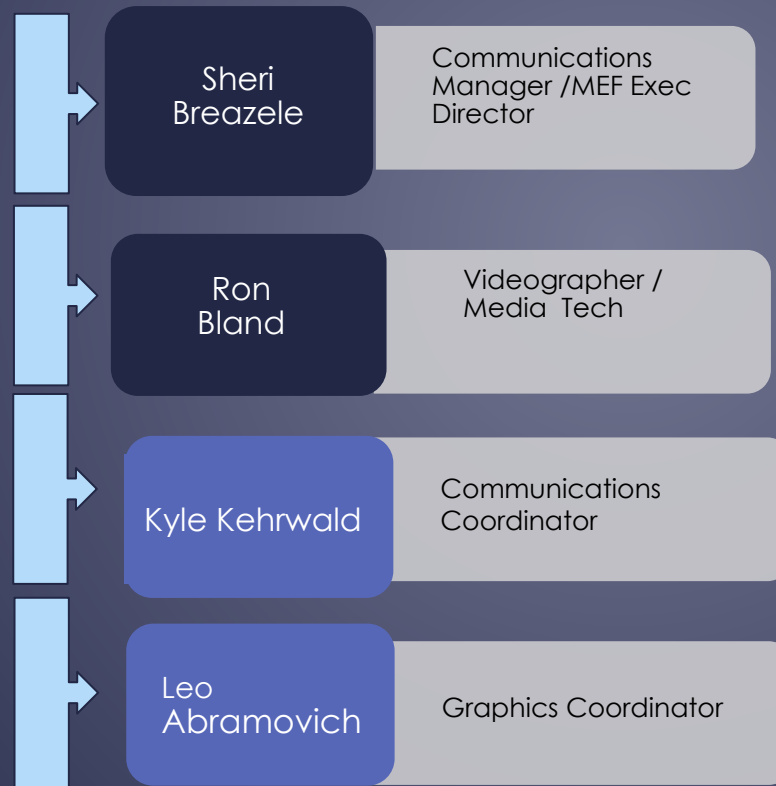 Sheri
Breazele
Communications
Manager /MEF Exec
Director
Ron
Bland
Videographer /
Media Tech
Kyle Kehrwald
Communications
Coordinator
Leo
Abramovich
Graphics Coordinator